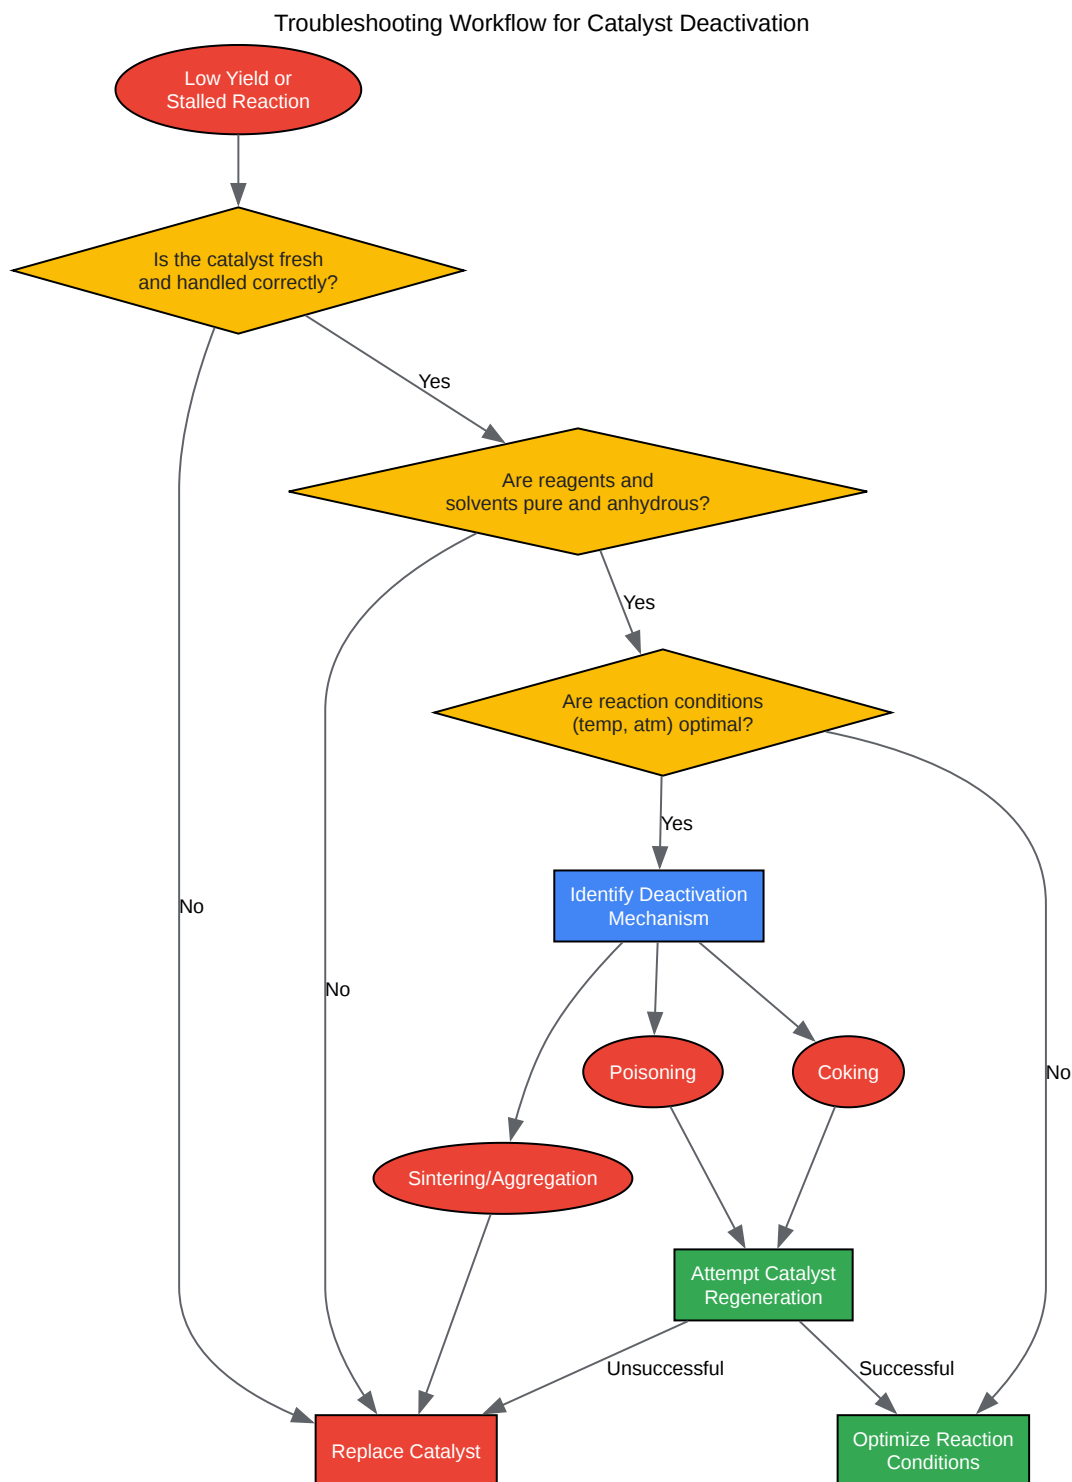 Troubleshooting Workflow for Catalyst Deactivation
Low Yield or
Stalled Reaction
Is the catalyst fresh
and handled correctly?
Yes
Are reagents and
solvents pure and anhydrous?
Yes
Are reaction conditions
(temp, atm) optimal?
Yes
Identify Deactivation
Mechanism
No
No
Poisoning
Coking
No
Sintering/Aggregation
Attempt Catalyst
Regeneration
Unsuccessful
Successful
Replace Catalyst
Optimize Reaction
Conditions